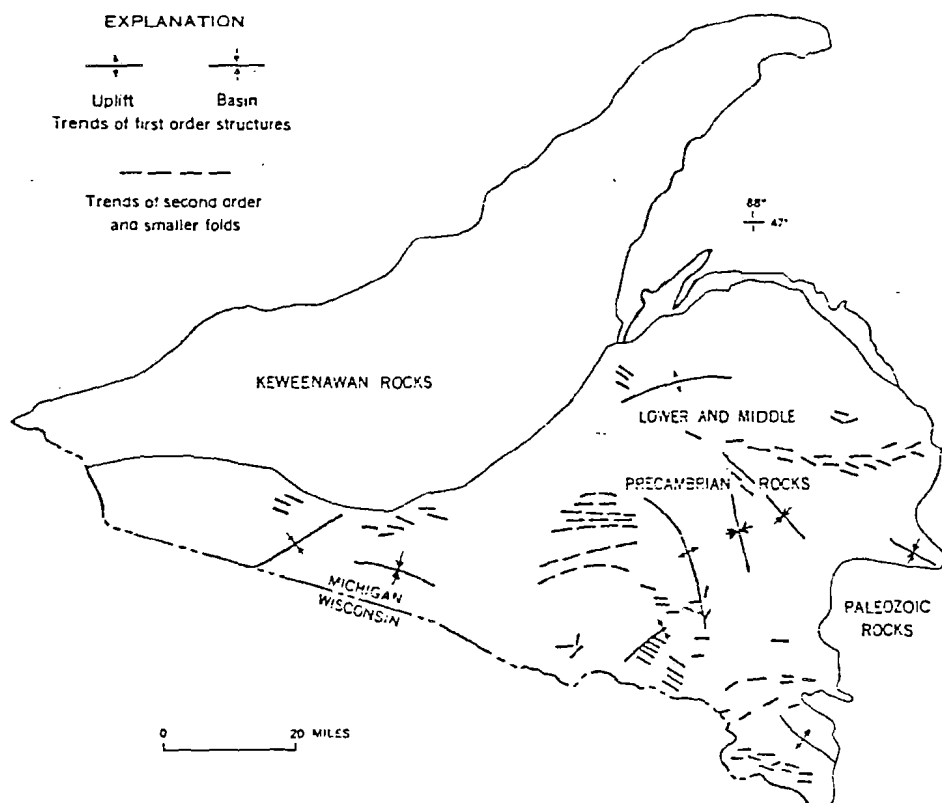 EXPLANATION
Uplift
Basin
Trends of first order structures
Trends of second order
and smaller folds
88°
47°
KEWEENAWAN ROCKS
LOWER AND MIDDLE
PRECAMBRIAN ROCKS
MICHIGAN
WISCONSIN
PALEOZOIC
ROCKS
0 20 MILES